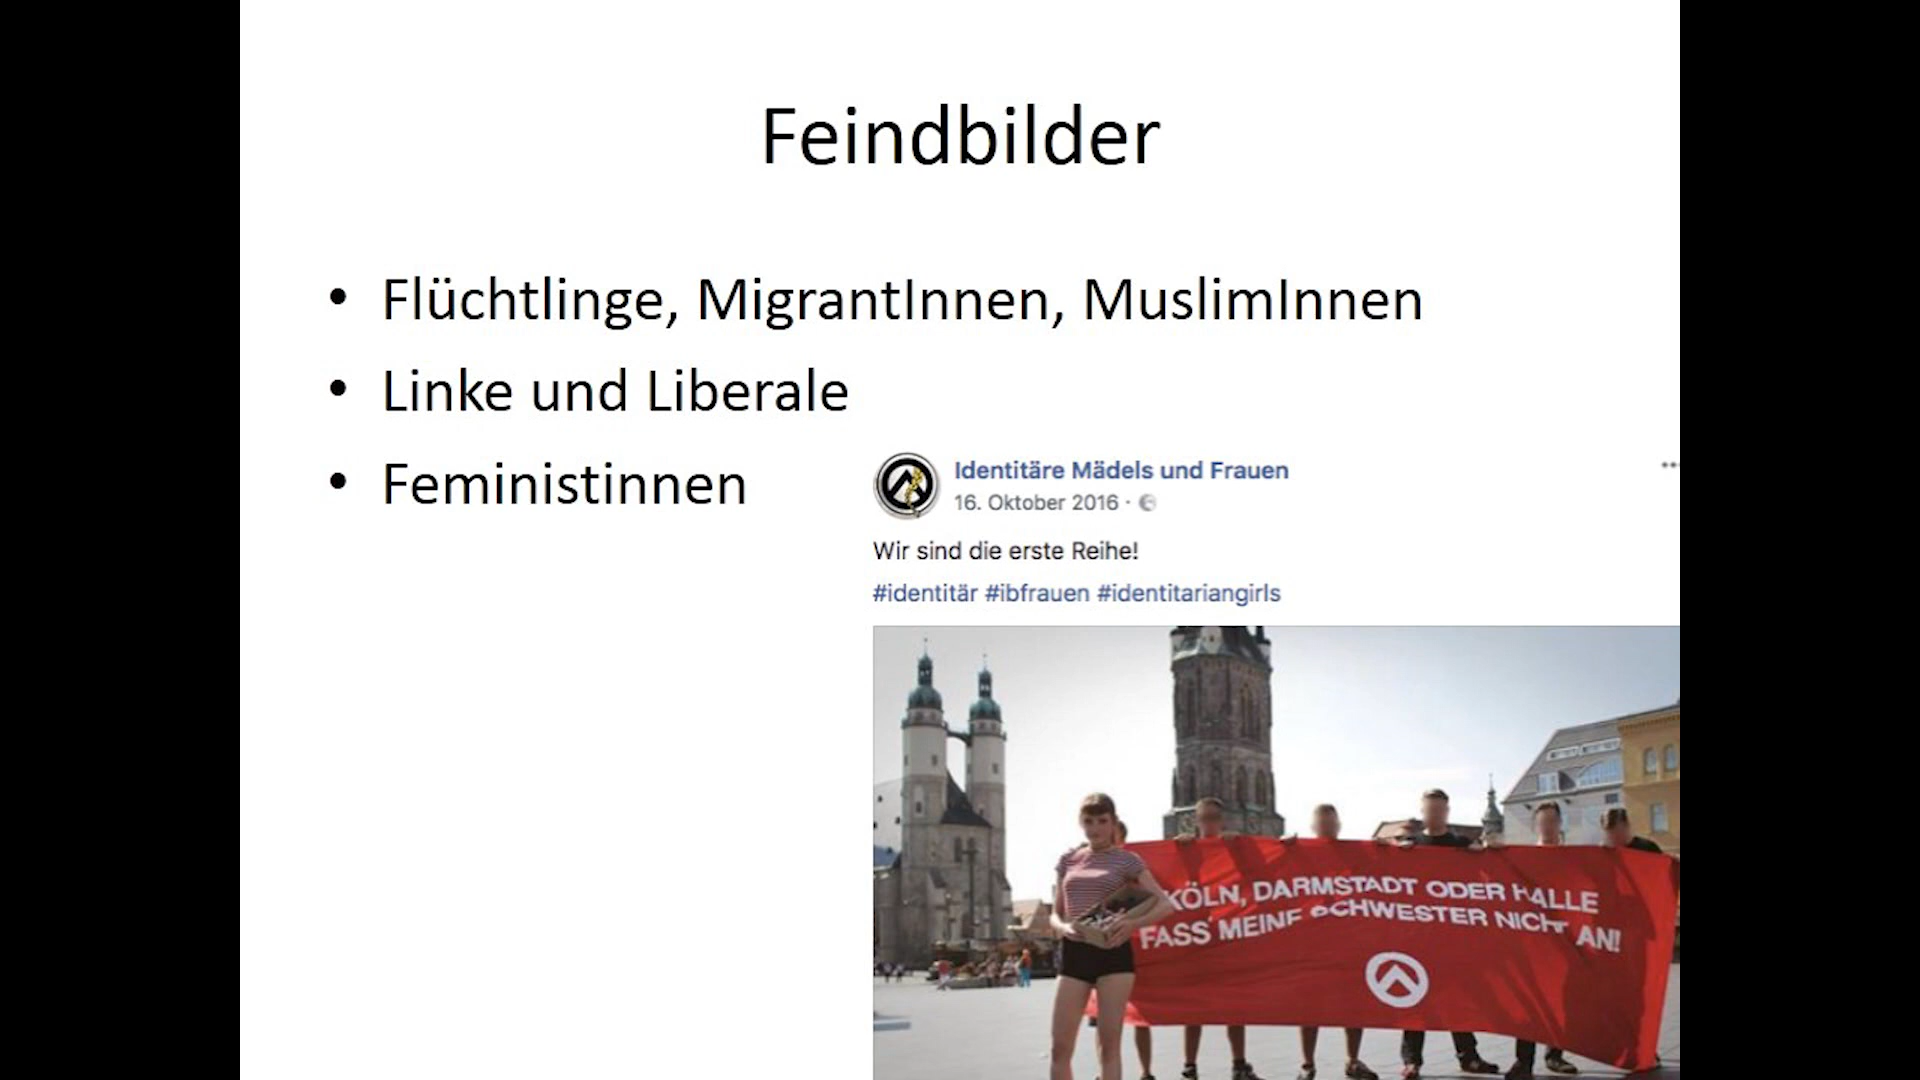 Feindbilder
• Flüchtlinge, MigrantInnen, MuslimInnen
• Linke und Liberale
• Feministinnen
Identitäre Mädels und Frauen
16. Oktober 2016 ·
Wir sind die erste Reihe!
#identitär #ibfrauen #identitariangirls
KÖLN, DARMSTADT ODER HALLE
FASS MEINE SCHWESTER NICHT AN!